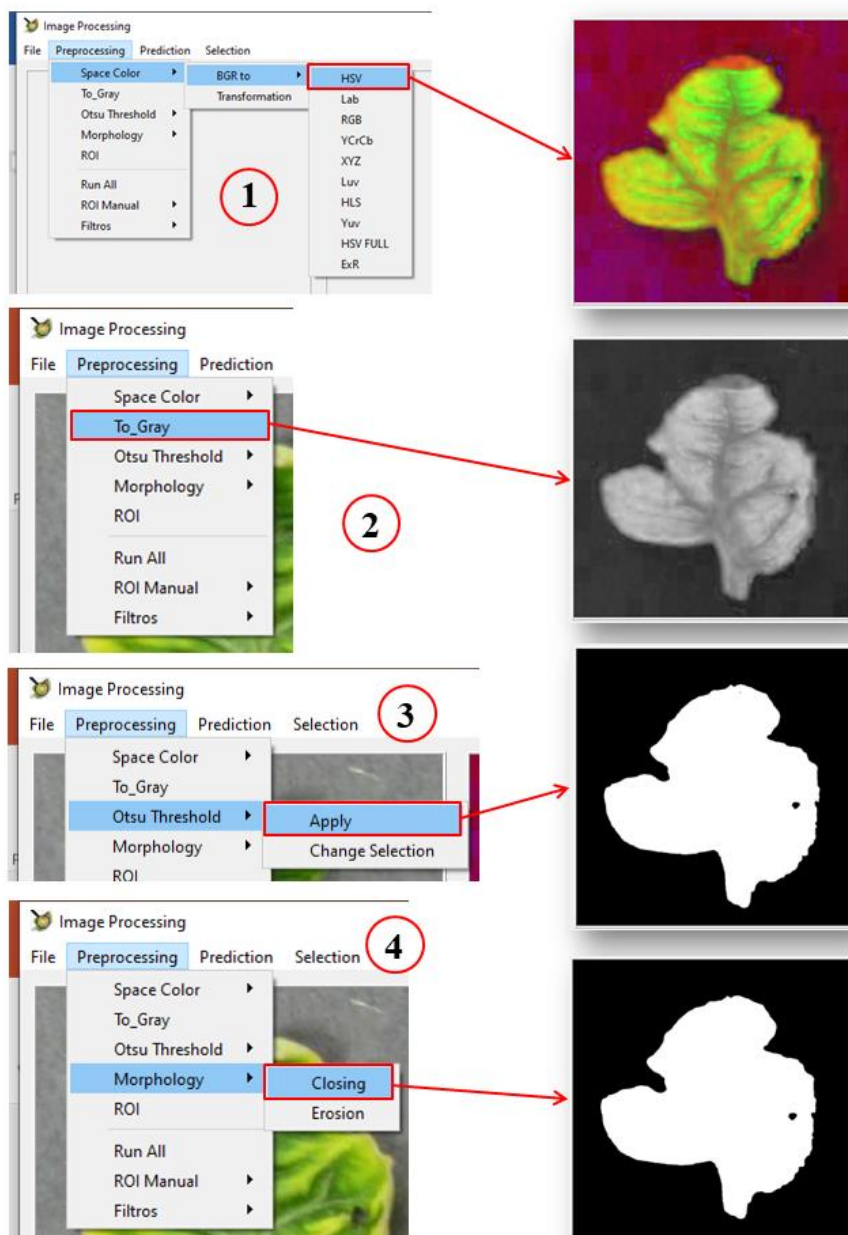 Image Processing
File Preprocessing Prediction Selection
Space Color BGR to HSV
To_Gray Transformation Lab
Otsu Threshold RGB
Morphology YCrCb
ROI XYZ
Luv
Run All HLS
ROI Manual Yuv
Filtros HSV FULL
ExR
1
Image Processing
File Preprocessing Prediction
Space Color
To_Gray
Otsu Threshold
Morphology
ROI
Run All
ROI Manual
Filtros
2
Image Processing
3
File Preprocessing Prediction Selection
Space Color
To_Gray
Otsu Threshold Apply
Morphology Change Selection
ROI
Image Processing
4
File Preprocessing Prediction Selection
Space Color
To_Gray
Otsu Threshold
Morphology Closing
ROI Erosion
Run All
ROI Manual
Filtros